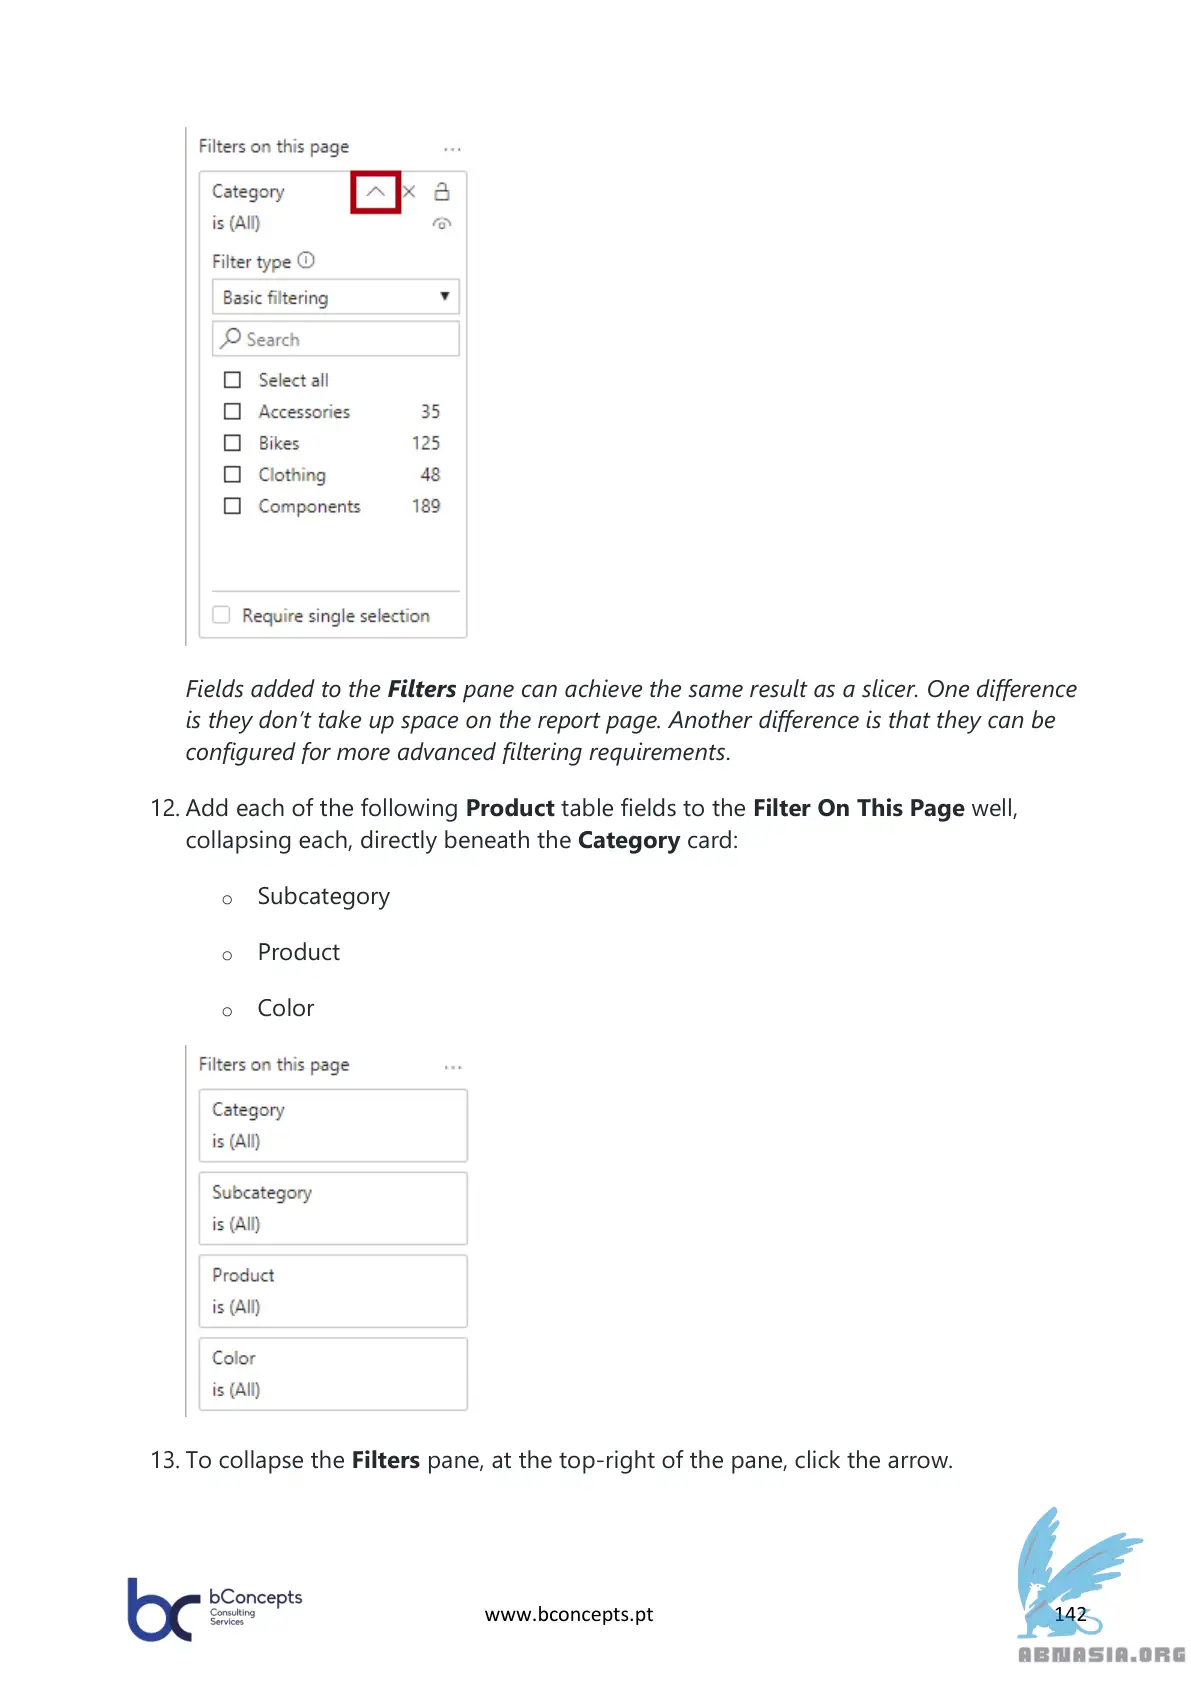 Filters on this page ...
Category
is (All)
Filter type
Basic filtering
Search
Select all
Accessories 35
Bikes 125
Clothing 48
Components 189
Require single selection
Fields added to the Filters pane can achieve the same result as a slicer. One difference
is they don’t take up space on the report page. Another difference is that they can be
configured for more advanced filtering requirements.
12. Add each of the following Product table fields to the Filter On This Page well,
collapsing each, directly beneath the Category card:
o Subcategory
o Product
o Color
Filters on this page ...
Category
is (All)
Subcategory
is (All)
Product
is (All)
Color
is (All)
13. To collapse the Filters pane, at the top-right of the pane, click the arrow.
bc bConcepts
Consulting
Services
www.bconcepts.pt
142
ABNASIA.ORG